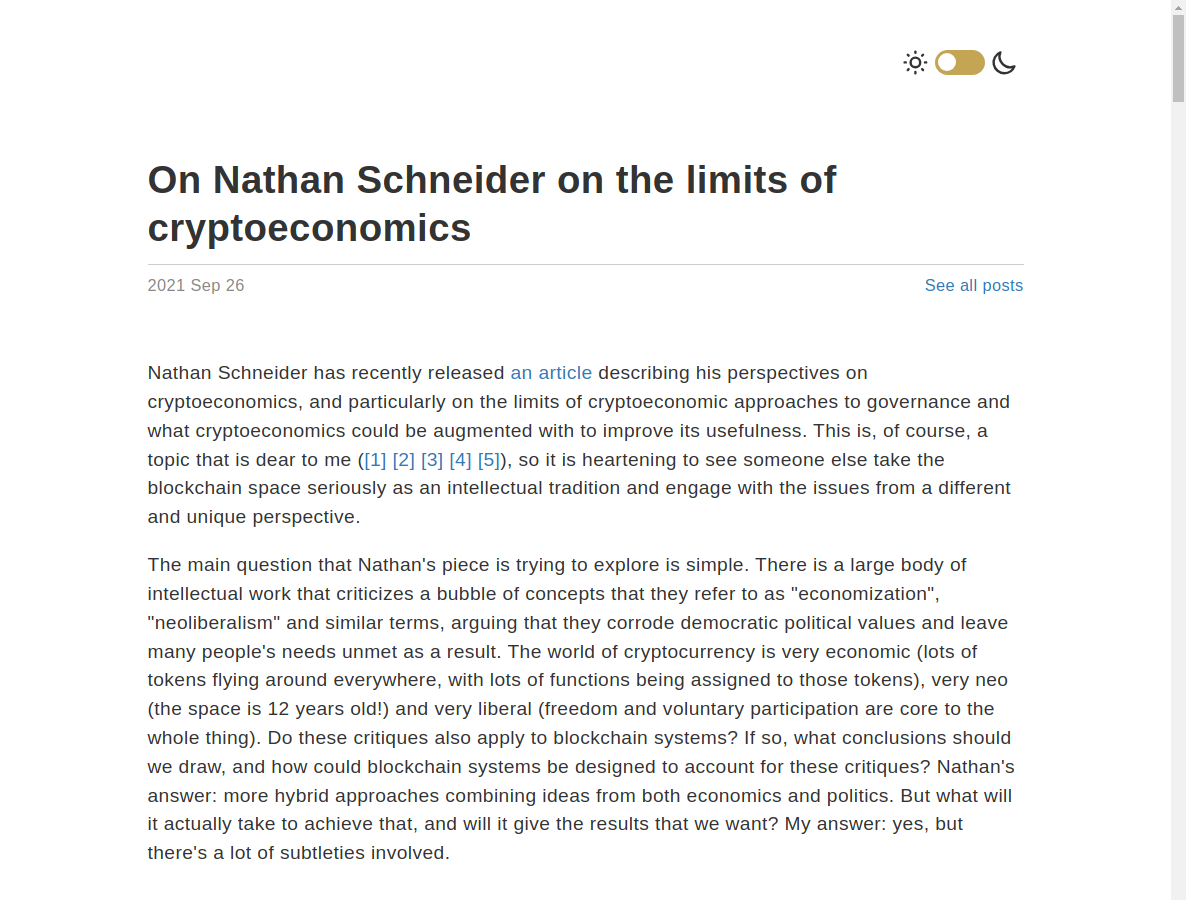 On Nathan Schneider on the limits of
cryptoeconomics
2021 Sep 26
See all posts
Nathan Schneider has recently released an article describing his perspectives on
cryptoeconomics, and particularly on the limits of cryptoeconomic approaches to governance and
what cryptoeconomics could be augmented with to improve its usefulness. This is, of course, a
topic that is dear to me ([1] [2] [3] [4] [5]), so it is heartening to see someone else take the
blockchain space seriously as an intellectual tradition and engage with the issues from a different
and unique perspective.
The main question that Nathan's piece is trying to explore is simple. There is a large body of
intellectual work that criticizes a bubble of concepts that they refer to as "economization",
"neoliberalism" and similar terms, arguing that they corrode democratic political values and leave
many people's needs unmet as a result. The world of cryptocurrency is very economic (lots of
tokens flying around everywhere, with lots of functions being assigned to those tokens), very neo
(the space is 12 years old!) and very liberal (freedom and voluntary participation are core to the
whole thing). Do these critiques also apply to blockchain systems? If so, what conclusions should
we draw, and how could blockchain systems be designed to account for these critiques? Nathan's
answer: more hybrid approaches combining ideas from both economics and politics. But what will
it actually take to achieve that, and will it give the results that we want? My answer: yes, but
there's a lot of subtleties involved.